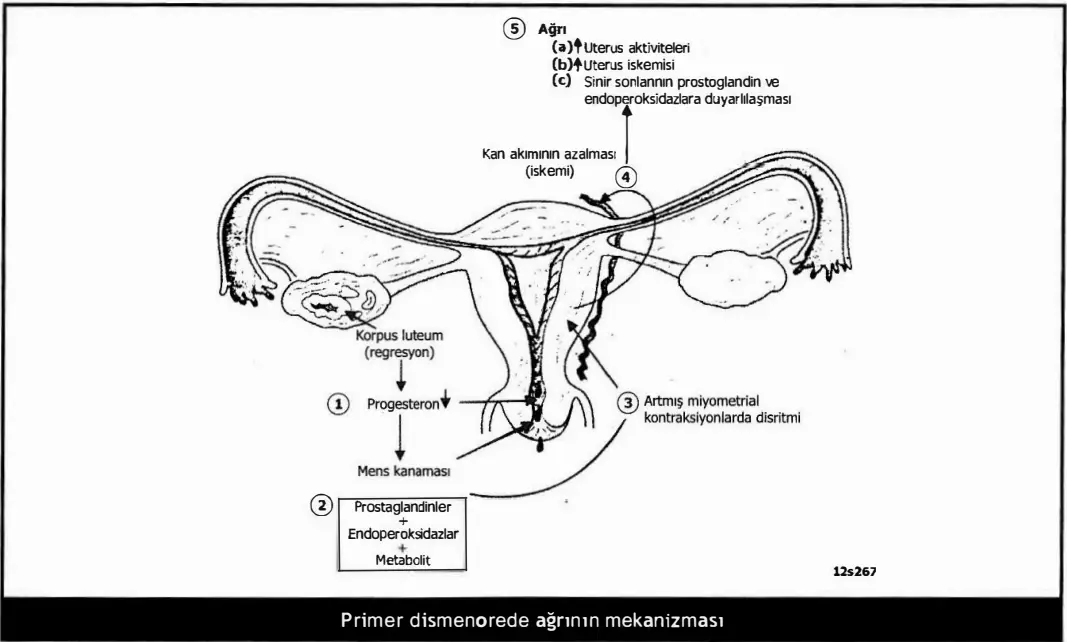 5 Ağrı
(a)↑Uterus aktiviteleri
(b)↑Uterus iskemisi
(c) Sinir sonlarının prostoglandin ve
endoperoksidazlara duyarlılaşması
Kan akımının azalması
(iskemi)
4
Korpus luteum
(regresyon)
1 Progesteron↓
3 Artmış miyometrial
kontraksiyonlarda disritmi
Mens kanaması
2 Prostaglandinler
+
Endoperoksidazlar
+
Metabolit
12s267
Primer dismenorede ağrının mekanizması